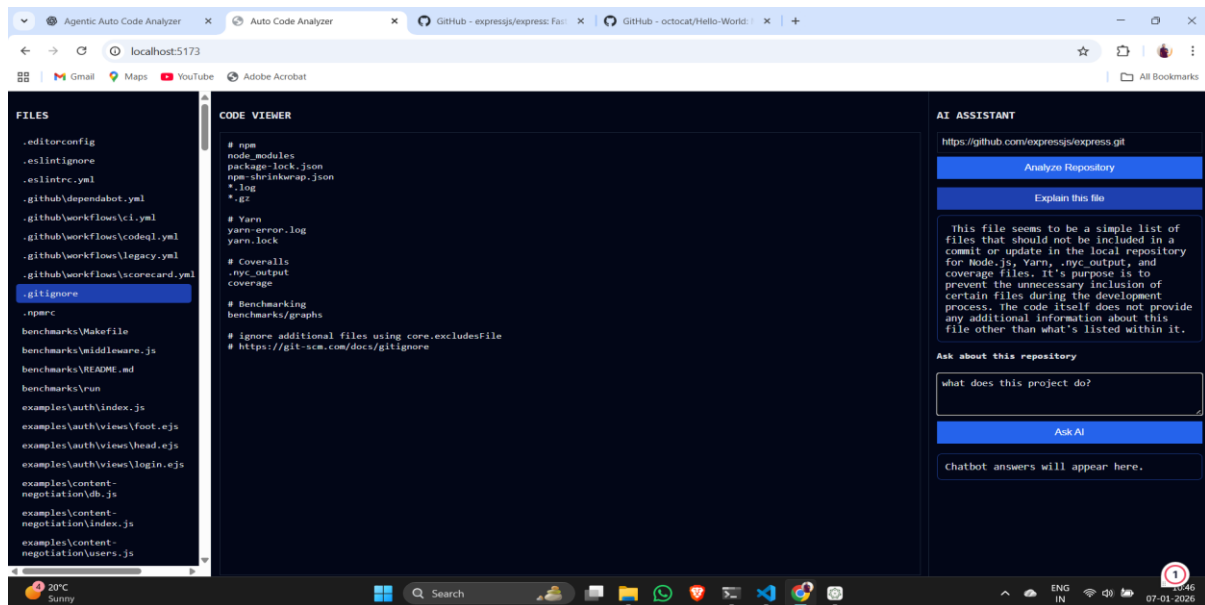 Agentic Auto Code Analyzer
Auto Code Analyzer
GitHub - expressjs/express: Fast
GitHub - octocat/Hello-World:
localhost:5173
Gmail
Maps
YouTube
Adobe Acrobat
All Bookmarks
FILES
.editorconfig
.eslintignore
.eslintrc.yml
.github\dependabot.yml
.github\workflows\ci.yml
.github\workflows\codeql.yml
.github\workflows\legacy.yml
.github\workflows\scorecard.yml
.gitignore
.npmrc
benchmarks\Makefile
benchmarks\middleware.js
benchmarks\README.md
benchmarks\run
examples\auth\index.js
examples\auth\views\foot.ejs
examples\auth\views\head.ejs
examples\auth\views\login.ejs
examples\content-
negotiation\db.js
examples\content-
negotiation\index.js
examples\content-
negotiation\users.js
CODE VIEWER
# npm
node_modules
package-lock.json
npm-shrinkwrap.json
*.log
*.gz
# Yarn
yarn-error.log
yarn.lock
# Coveralls
.nyc_output
coverage
# Benchmarking
benchmarks/graphs
# ignore additional files using core.excludesFile
# https://git-scm.com/docs/gitignore
AI ASSISTANT
https://github.com/expressjs/express.git
Analyze Repository
Explain this file
This file seems to be a simple list of
files that should not be included in a
commit or update in the local repository
for Node.js, Yarn, .nyc_output, and
coverage files. It's purpose is to
prevent the unnecessary inclusion of
certain files during the development
process. The code itself does not provide
any additional information about this
file other than what's listed within it.
Ask about this repository
what does this project do?
Ask AI
Chatbot answers will appear here.
4
20°C
Sunny
Search
ENG
IN
1
:46
07-01-2026